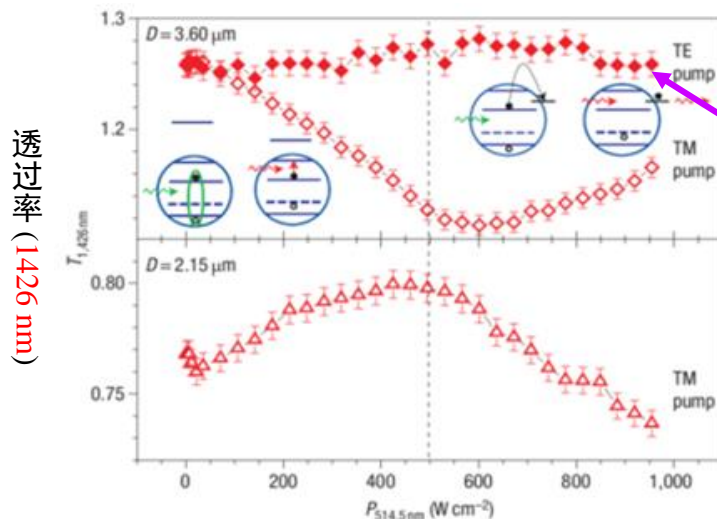 透过率 (1426 nm)
T1,426 nm
1.3
1.2
D = 3.60 μm
TE
pump
TM
pump
0.80
0.75
D = 2.15 μm
TM
pump
0
200
400
600
800
1,000
P514.5 nm (W cm−2)